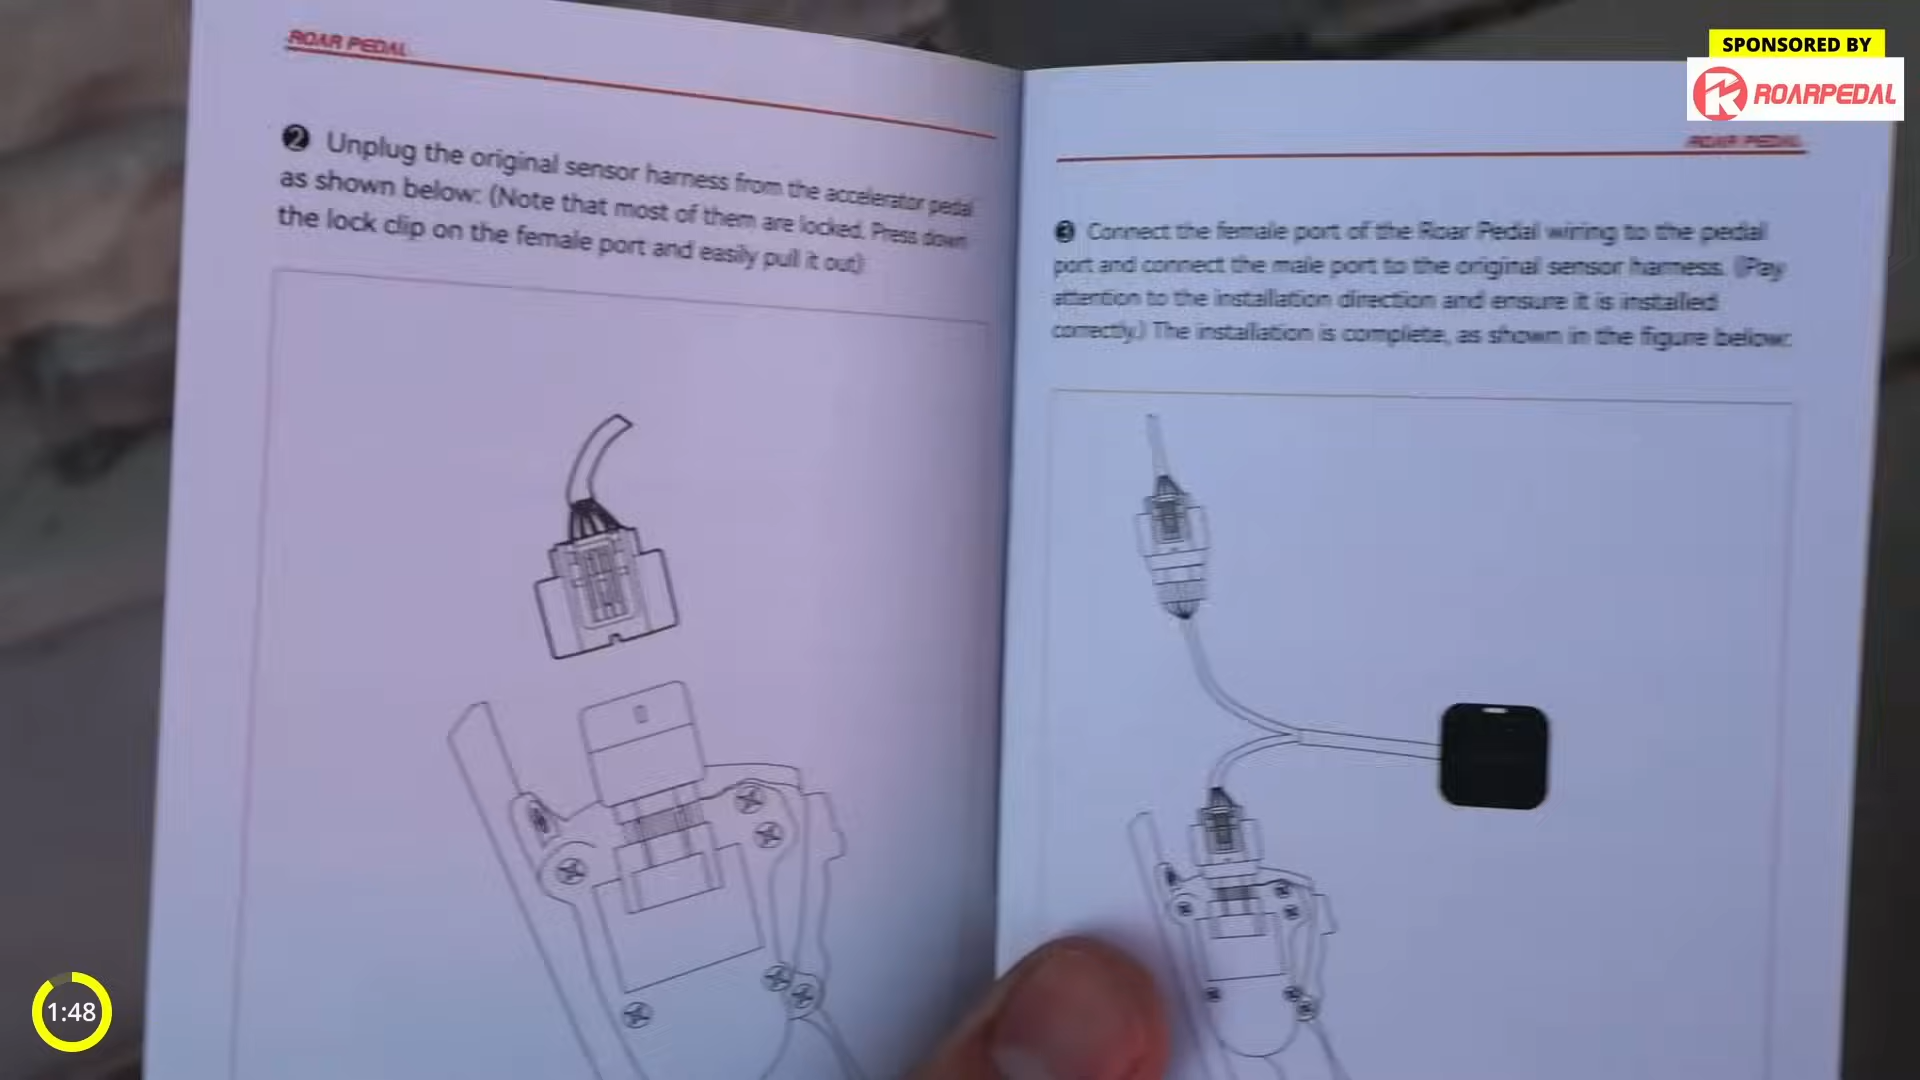 SPONSORED BY
ROARPEDAL
ROAR PEDAL
❷ Unplug the original sensor harness from the accelerator pedal
as shown below: (Note that most of them are locked. Press down
the lock clip on the female port and easily pull it out)
ROAR PEDAL
❸ Connect the female port of the Roar Pedal wiring to the pedal
port and connect the male port to the original sensor harness. (Pay
attention to the installation direction and ensure it is installed
correctly.) The installation is complete, as shown in the figure below:
1:48